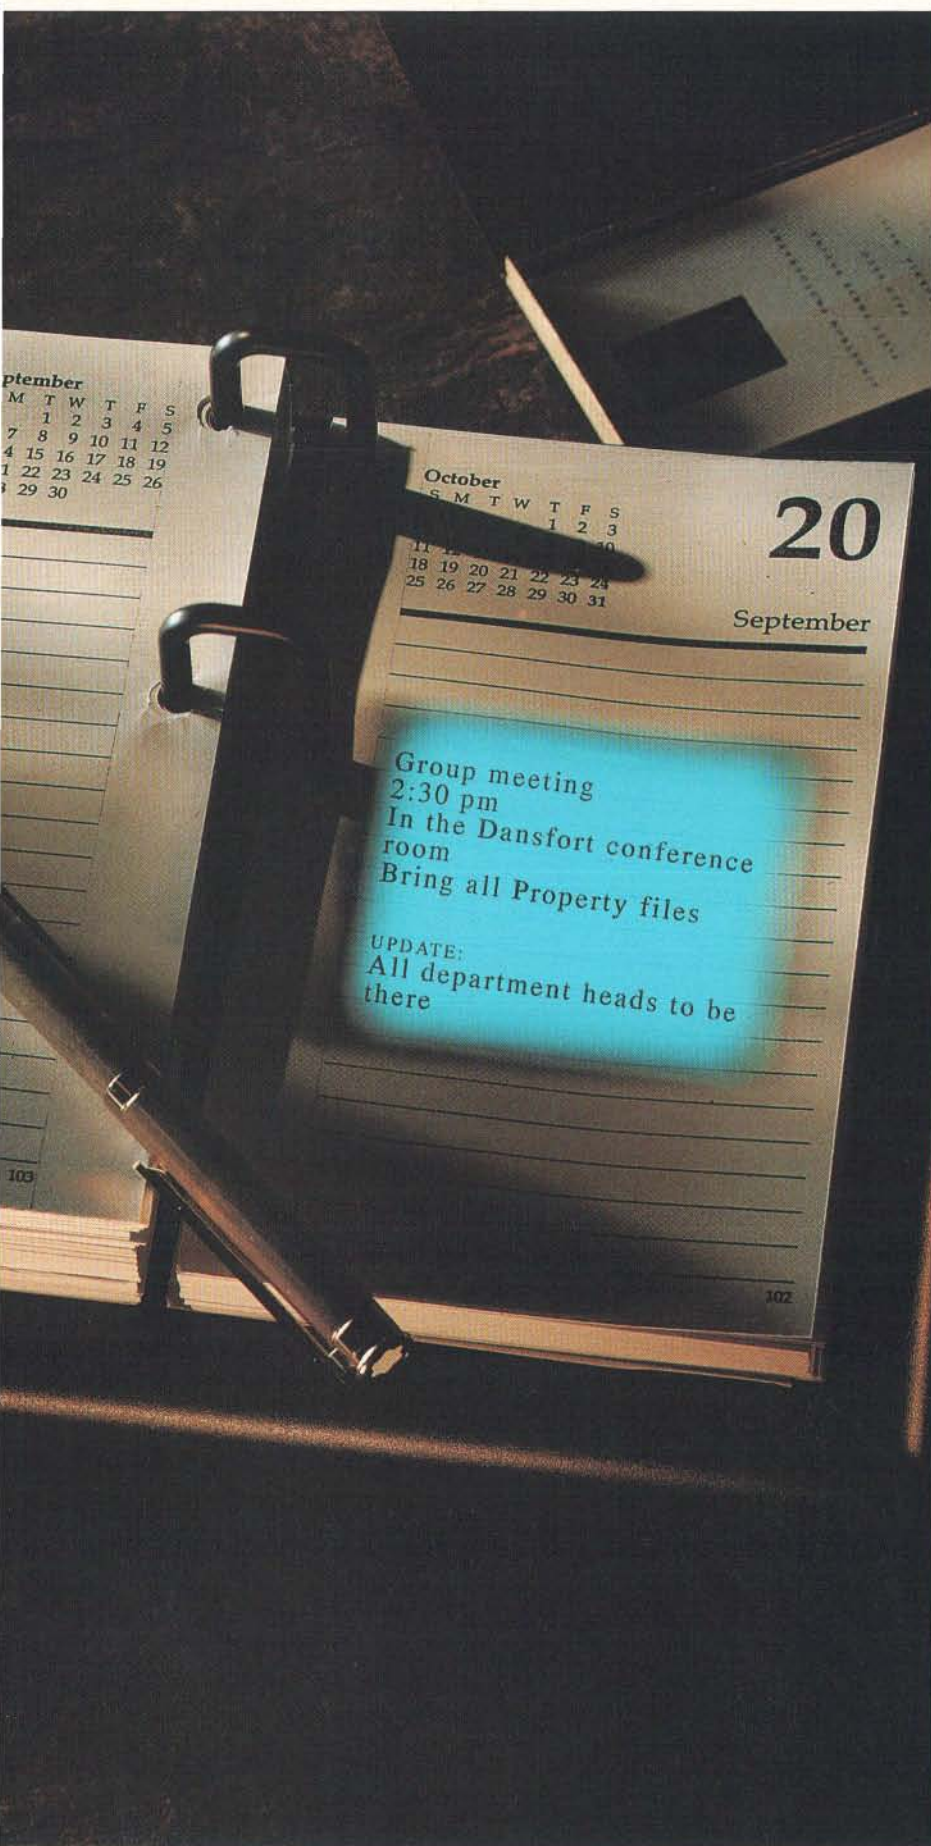 ptember
M T W T F S
1 2 3 4 5
7 8 9 10 11 12
4 15 16 17 18 19
1 22 23 24 25 26
29 30
103
October
S M T W T F S
1 2 3
10
11
18 19 20 21 22 23 24
25 26 27 28 29 30 31
20
September
Group meeting
2:30 pm
In the Dansfort conference
room
Bring all Property files
UPDATE:
All department heads to be
there
102